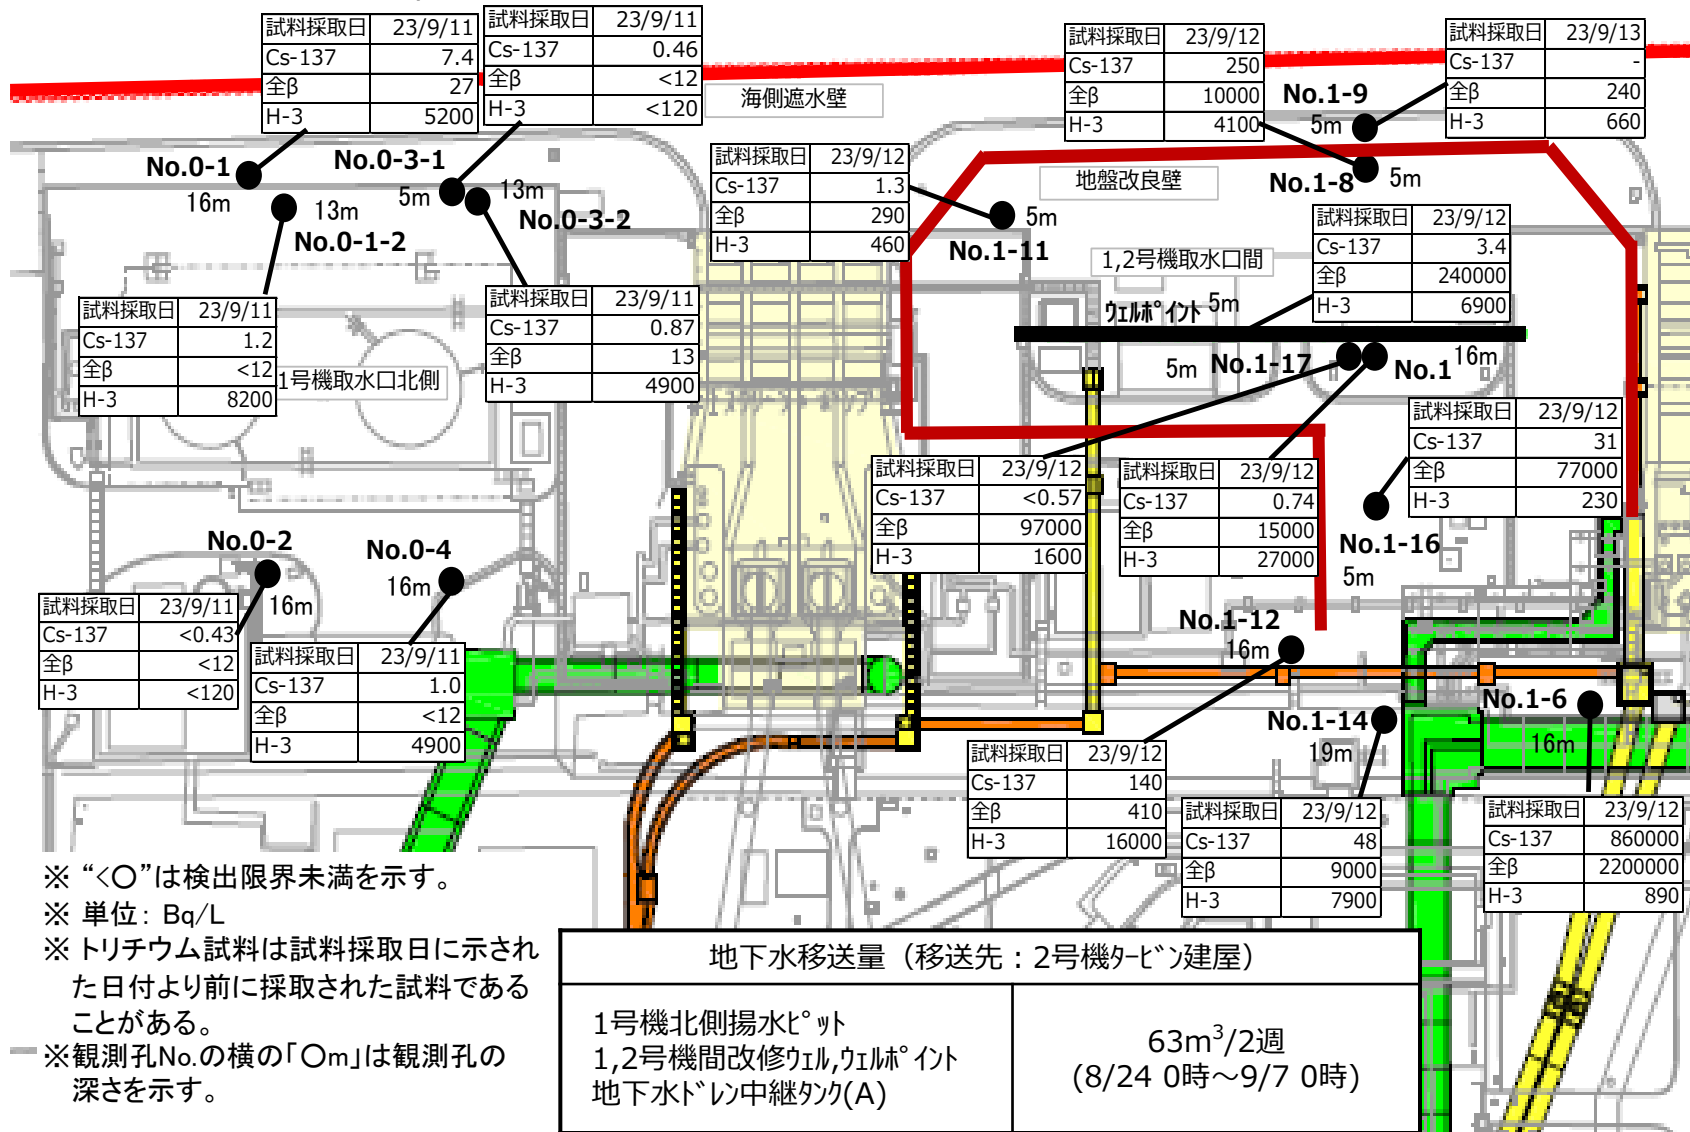 試料採取日 23/9/11
Cs-137 7.4
全β 27
H-3 5200
試料採取日 23/9/11
Cs-137 0.46
全β <12
H-3 <120
海側遮水壁
試料採取日 23/9/12
Cs-137 250
全β 10000
H-3 4100
No.1-9
5m
試料採取日 23/9/13
Cs-137 -
全β 240
H-3 660
No.0-1
16m
No.0-3-1
5m
13m
No.0-3-2
13m
No.0-1-2
試料採取日 23/9/12
Cs-137 1.3
全β 290
H-3 460
5m
No.1-11
地盤改良壁
No.1-8
5m
1,2号機取水口間
試料採取日 23/9/12
Cs-137 3.4
全β 240000
H-3 6900
試料採取日 23/9/11
Cs-137 1.2
全β <12
H-3 8200
1号機取水口北側
試料採取日 23/9/11
Cs-137 0.87
全β 13
H-3 4900
ウェルポイント 5m
5m No.1-17
No.1 16m
試料採取日 23/9/12
Cs-137 31
全β 77000
H-3 230
試料採取日 23/9/12
Cs-137 <0.57
全β 97000
H-3 1600
試料採取日 23/9/12
Cs-137 0.74
全β 15000
H-3 27000
No.1-16
5m
No.0-2
16m
No.0-4
16m
試料採取日 23/9/11
Cs-137 <0.43
全β <12
H-3 <120
試料採取日 23/9/11
Cs-137 1.0
全β <12
H-3 4900
No.1-12
16m
No.1-14
19m
No.1-6
16m
試料採取日 23/9/12
Cs-137 140
全β 410
H-3 16000
試料採取日 23/9/12
Cs-137 48
全β 9000
H-3 7900
試料採取日 23/9/12
Cs-137 860000
全β 2200000
H-3 890
※ “<○”は検出限界未満を示す。
※ 単位: Bq/L
※ トリチウム試料は試料採取日に示され
た日付より前に採取された試料である
ことがある。
※観測孔No.の横の「○m」は観測孔の
深さを示す。
地下水移送量（移送先：2号機ﾀｰﾋﾞﾝ建屋）
1号機北側揚水ﾋﾟｯﾄ
1,2号機間改修ｳｪﾙ,ｳｪﾙﾎﾟｲﾝﾄ
地下水ﾄﾞﾚﾝ中継ﾀﾝｸ(A)
63m³/2週
(8/24 0時～9/7 0時)